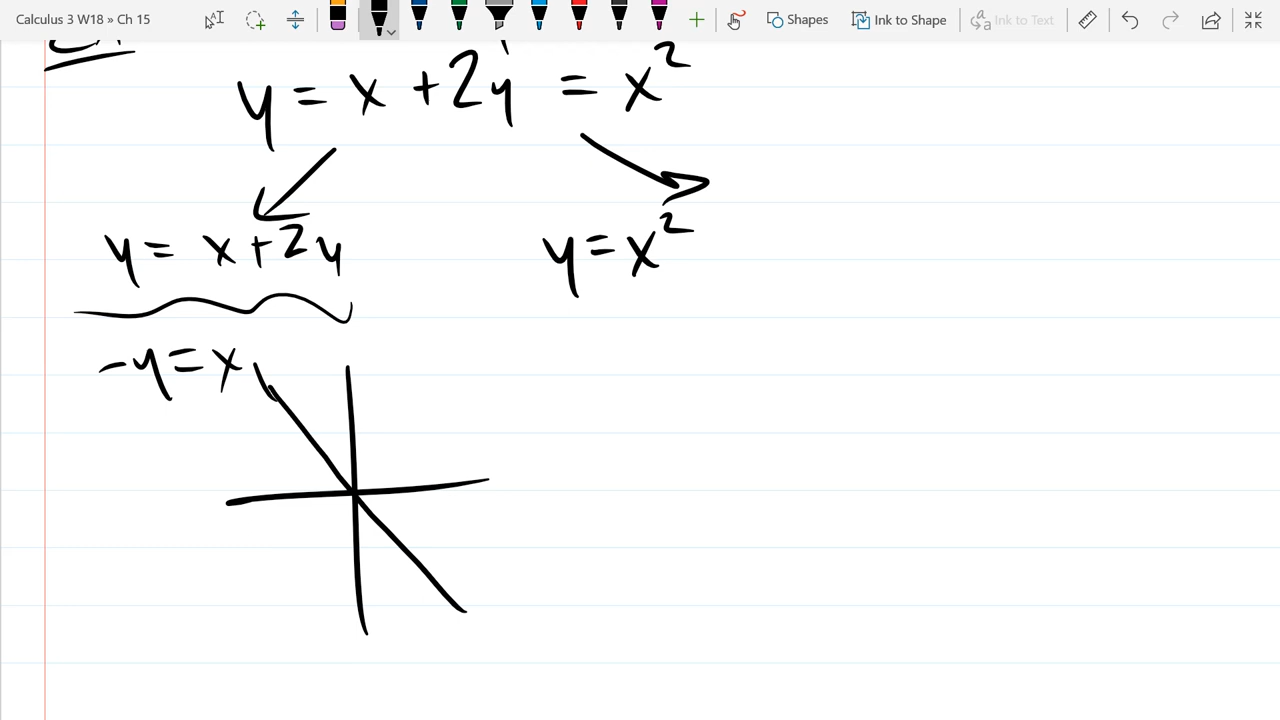 Calculus 3 W18 » Ch 15
Shapes
Ink to Shape
Ink to Text
y = x + 2y = x²
y = x + 2y
y = x²
-y = x